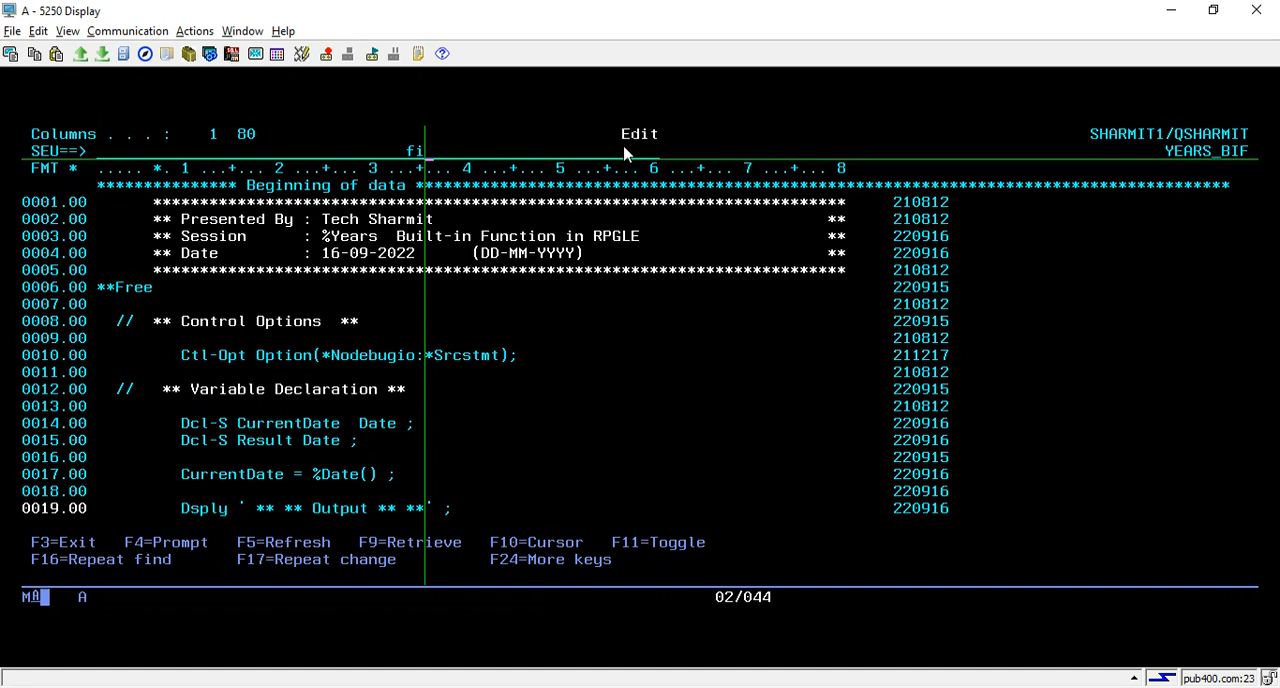 A - 5250 Display
File Edit View Communication Actions Window Help
Columns . . . : 1 80 Edit SHARMIT1/QSHARMIT
SEU==> fi YEARS_BIF
FMT * ..... *. 1 ...+... 2 ...+... 3 ...+... 4 ...+... 5 ...+... 6 ...+... 7 ...+... 8
*************** Beginning of data ***************************************************************************************
0001.00 ************************************************************************** 210812
0002.00 ** Presented By : Tech Sharmit ** 210812
0003.00 ** Session : %Years Built-in Function in RPGLE ** 220916
0004.00 ** Date : 16-09-2022 (DD-MM-YYYY) ** 220916
0005.00 ************************************************************************** 210812
0006.00 **Free 220915
0007.00 210812
0008.00 // ** Control Options ** 220915
0009.00 210812
0010.00 Ctl-Opt Option(*Nodebugio:*Srcstmt); 211217
0011.00 210812
0012.00 // ** Variable Declaration ** 220915
0013.00 210812
0014.00 Dcl-S CurrentDate Date ; 220916
0015.00 Dcl-S Result Date ; 220916
0016.00 220915
0017.00 CurrentDate = %Date() ; 220916
0018.00 220916
0019.00 Dsply ' ** ** Output ** **' ; 220916
F3=Exit F4=Prompt F5=Refresh F9=Retrieve F10=Cursor F11=Toggle
F16=Repeat find F17=Repeat change F24=More keys
MA A 02/044
pub400.com:23